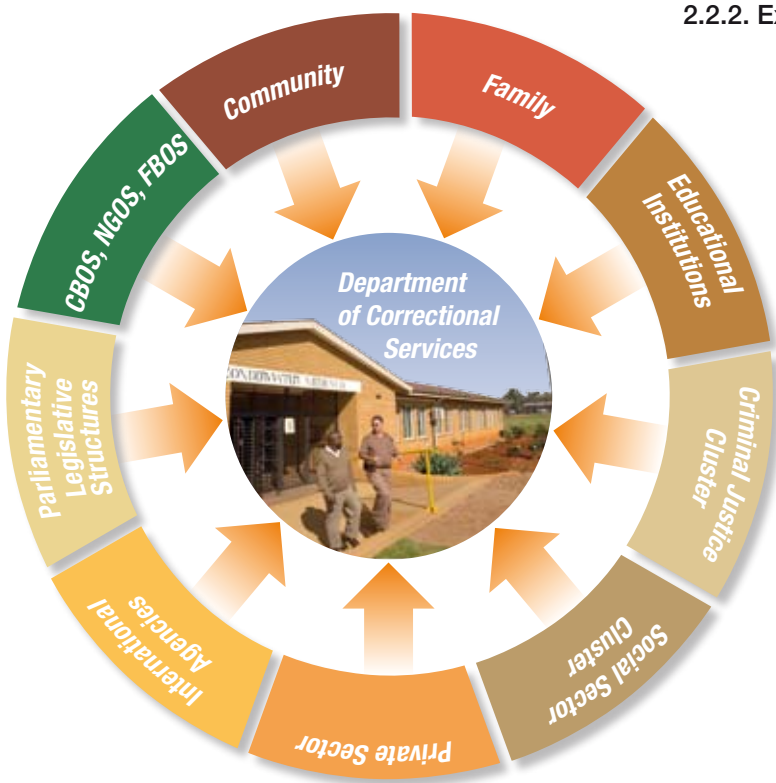 2.2.2. Ex
Community
Family
Educational
Institutions
Criminal Justice
Cluster
Social Sector
Cluster
Private Sector
International
Agencies
Parliamentary
Legislative
Structures
CBOS, NGOS, FBOS
Department
of Correctional
Services